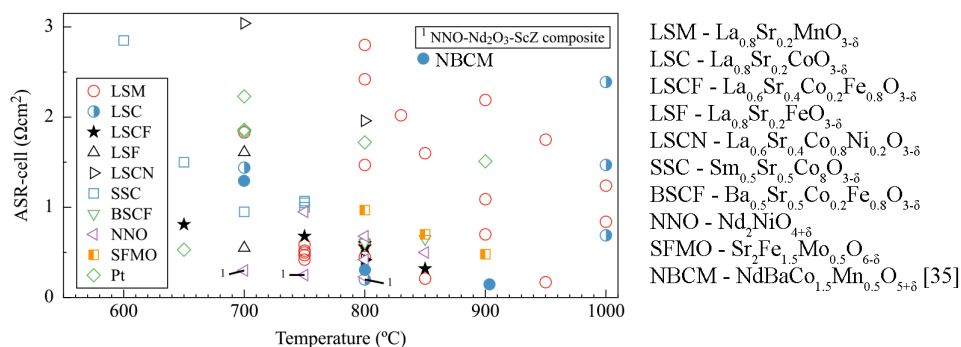 3
2
1
0
ASR-cell (Ωcm²)
600
700
800
900
1000
Temperature (ºC)
¹ NNO-Nd₂O₃-ScZ composite
NBCM
LSM
LSC
LSCF
LSF
LSCN
SSC
BSCF
NNO
SFMO
Pt
1
1
1
LSM - La₀.₈Sr₀.₂MnO₃₋δ
LSC - La₀.₈Sr₀.₂CoO₃₋δ
LSCF - La₀.₆Sr₀.₄Co₀.₂Fe₀.₈O₃₋δ
LSF - La₀.₈Sr₀.₂FeO₃₋δ
LSCN - La₀.₆Sr₀.₄Co₀.₈Ni₀.₂O₃₋δ
SSC - Sm₀.₅Sr₀.₅Co₈O₃₋δ
BSCF - Ba₀.₅Sr₀.₅Co₀.₂Fe₀.₈O₃₋δ
NNO - Nd₂NiO₄₊δ
SFMO - Sr₂Fe₁.₅Mo₀.₅O₆₋δ
NBCM - NdBaCo₁.₅Mn₀.₅O₅₊δ [35]